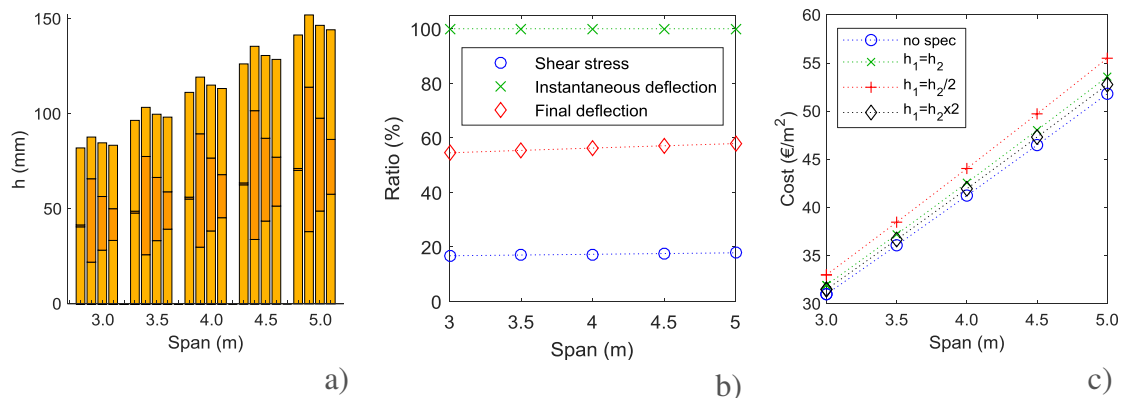 150
100
50
0
h (mm)
3.0 3.5 4.0 4.5 5.0
Span (m)
a)
100
80
60
40
20
0
Ratio (%)
Shear stress
Instantaneous deflection
Final deflection
3 3.5 4 4.5 5
Span (m)
b)
60
55
50
45
40
35
30
Cost (€/m²)
no spec
h₁=h₂
h₁=h₂/2
h₁=h₂x2
3.0 3.5 4.0 4.5 5.0
Span (m)
c)